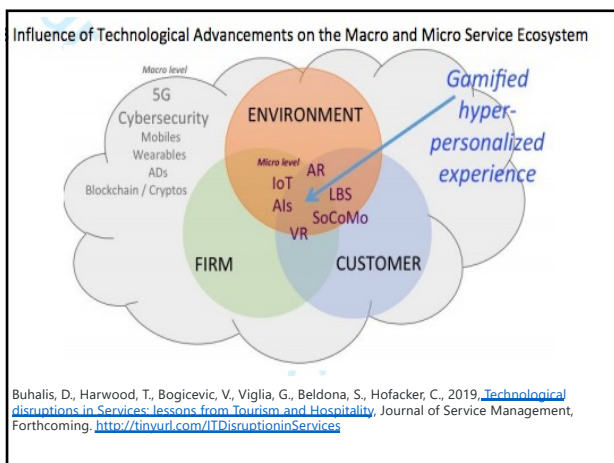 Influence of Technological Advancements on the Macro and Micro Service Ecosystem
Macro level
5G
Cybersecurity
Mobiles
Wearables
ADs
Blockchain / Cryptos
ENVIRONMENT
Gamified
hyper-
personalized
experience
Micro level
AR
IoT
LBS
AIs
SoCoMo
VR
FIRM
CUSTOMER
Buhalis, D., Harwood, T., Bogicevic, V., Viglia, G., Beldona, S., Hofacker, C., 2019, Technological
disruptions in Services: lessons from Tourism and Hospitality, Journal of Service Management,
Forthcoming. http://tinyurl.com/ITDisruptioninServices